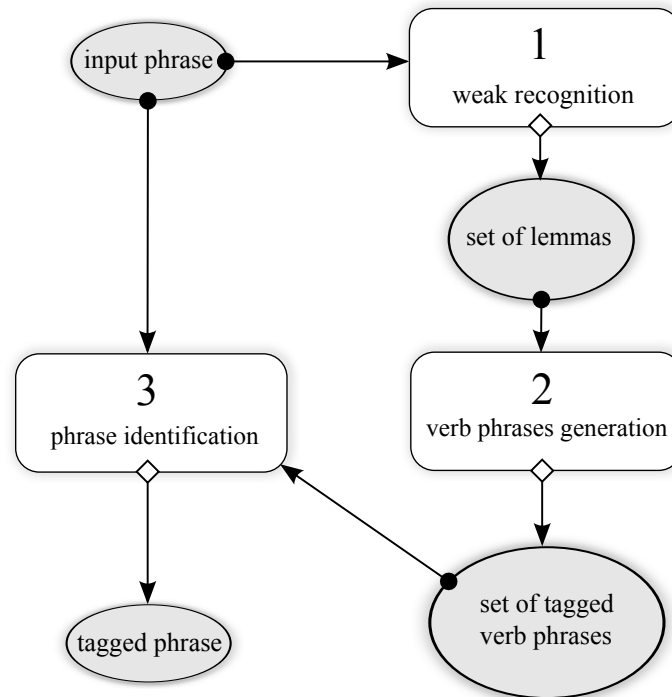 input phrase
1
weak recognition
set of lemmas
3
phrase identification
2
verb phrases generation
tagged phrase
set of tagged
verb phrases